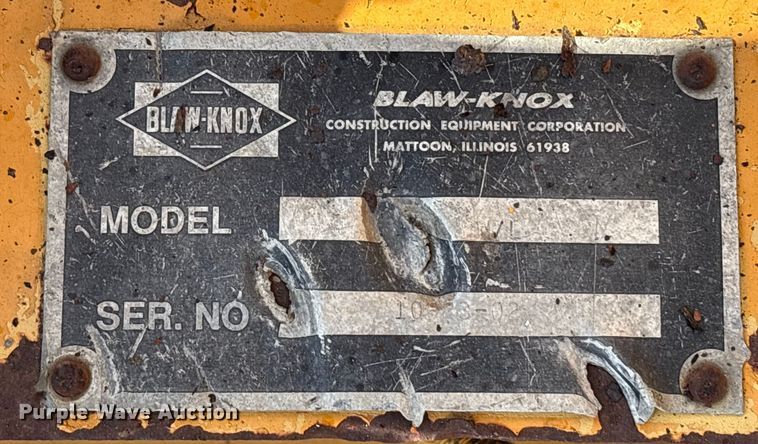 BLAW-KNOX
BLAW-KNOX
CONSTRUCTION EQUIPMENT CORPORATION
MATTOON, ILLINOIS 61938
MODEL
SER. NO
Purple Wave Auction